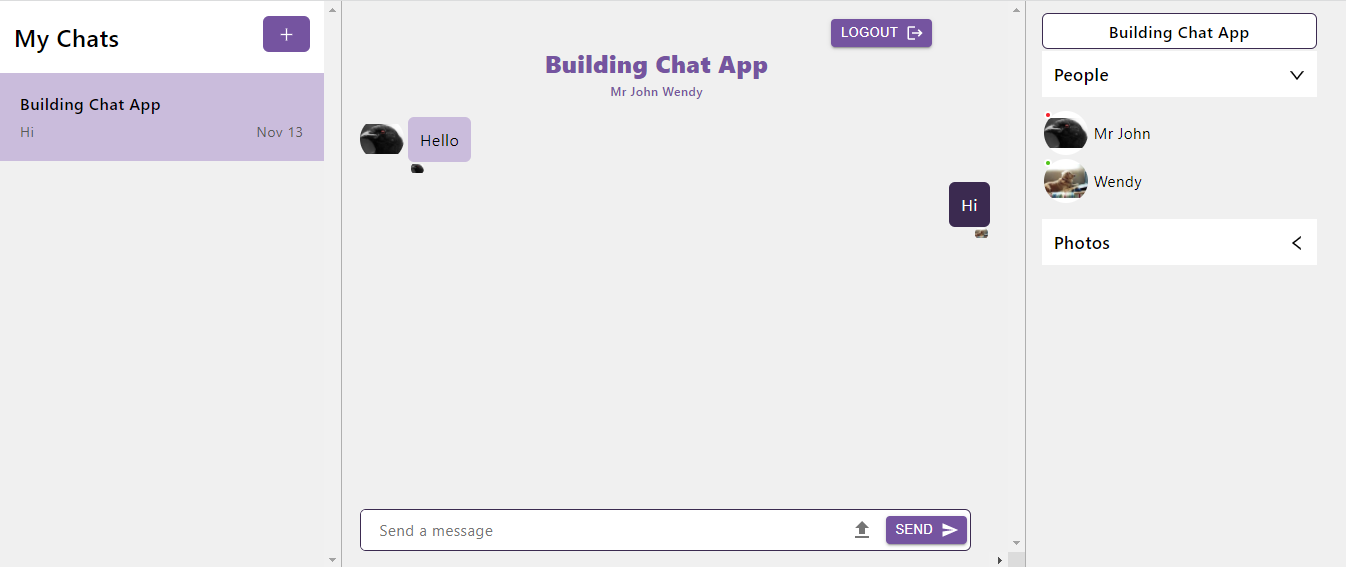 My Chats
Building Chat App
Hi
Nov 13
LOGOUT
Building Chat App
Mr John Wendy
Hello
Hi
Send a message
SEND
Building Chat App
People
Mr John
Wendy
Photos